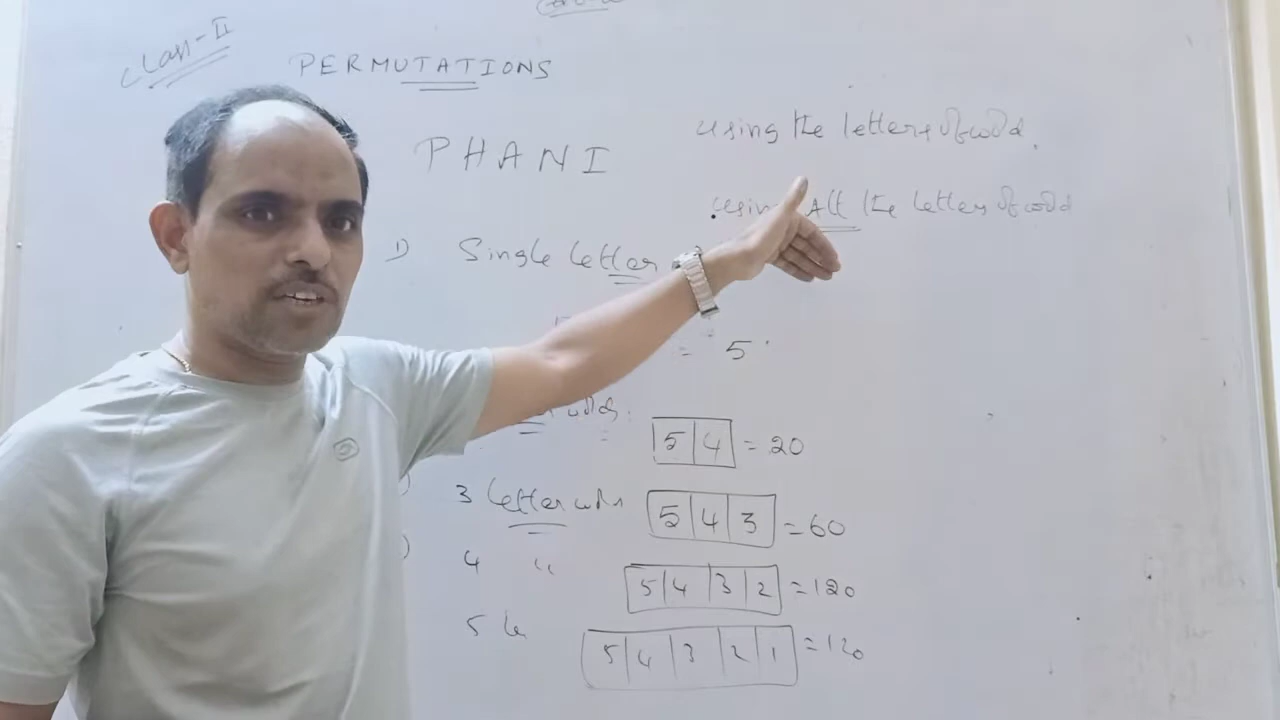 Class-II
PERMUTATIONS
PHANI
using the letters of word.
using All the letters of word
1) Single letter
= 5
words.
5 4 = 20
3 letter words 5 4 3 = 60
4 " 5 4 3 2 = 120
5 le 5 4 3 2 1 = 120